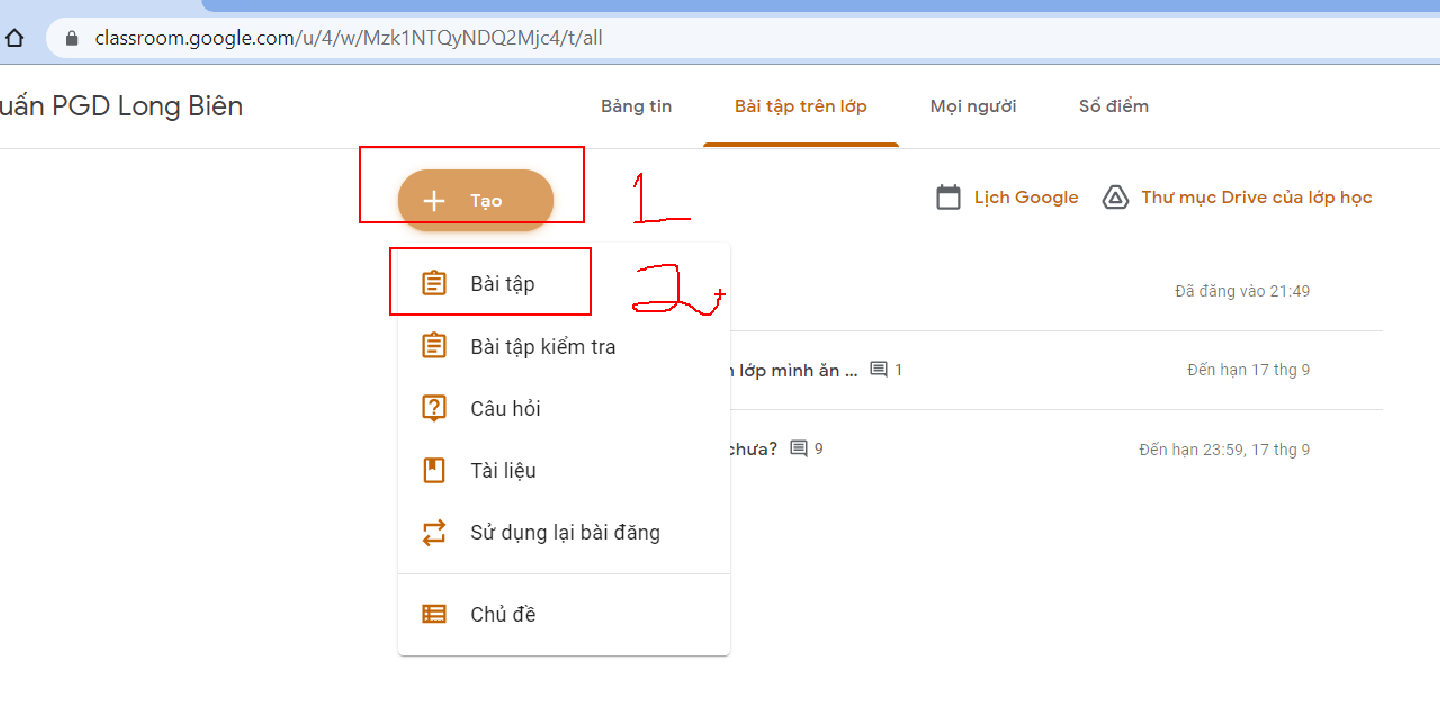 classroom.google.com/u/4/w/Mzk1NTQyNDQ2Mjc4/t/all
uấn PGD Long Biên
Bảng tin
Bài tập trên lớp
Mọi người
Số điểm
Tạo
1
Lịch Google
Thư mục Drive của lớp học
Bài tập
2
Đã đăng vào 21:49
Bài tập kiểm tra
lớp mình ăn ... 1
Đến hạn 17 thg 9
Câu hỏi
chưa? 9
Đến hạn 23:59, 17 thg 9
Tài liệu
Sử dụng lại bài đăng
Chủ đề